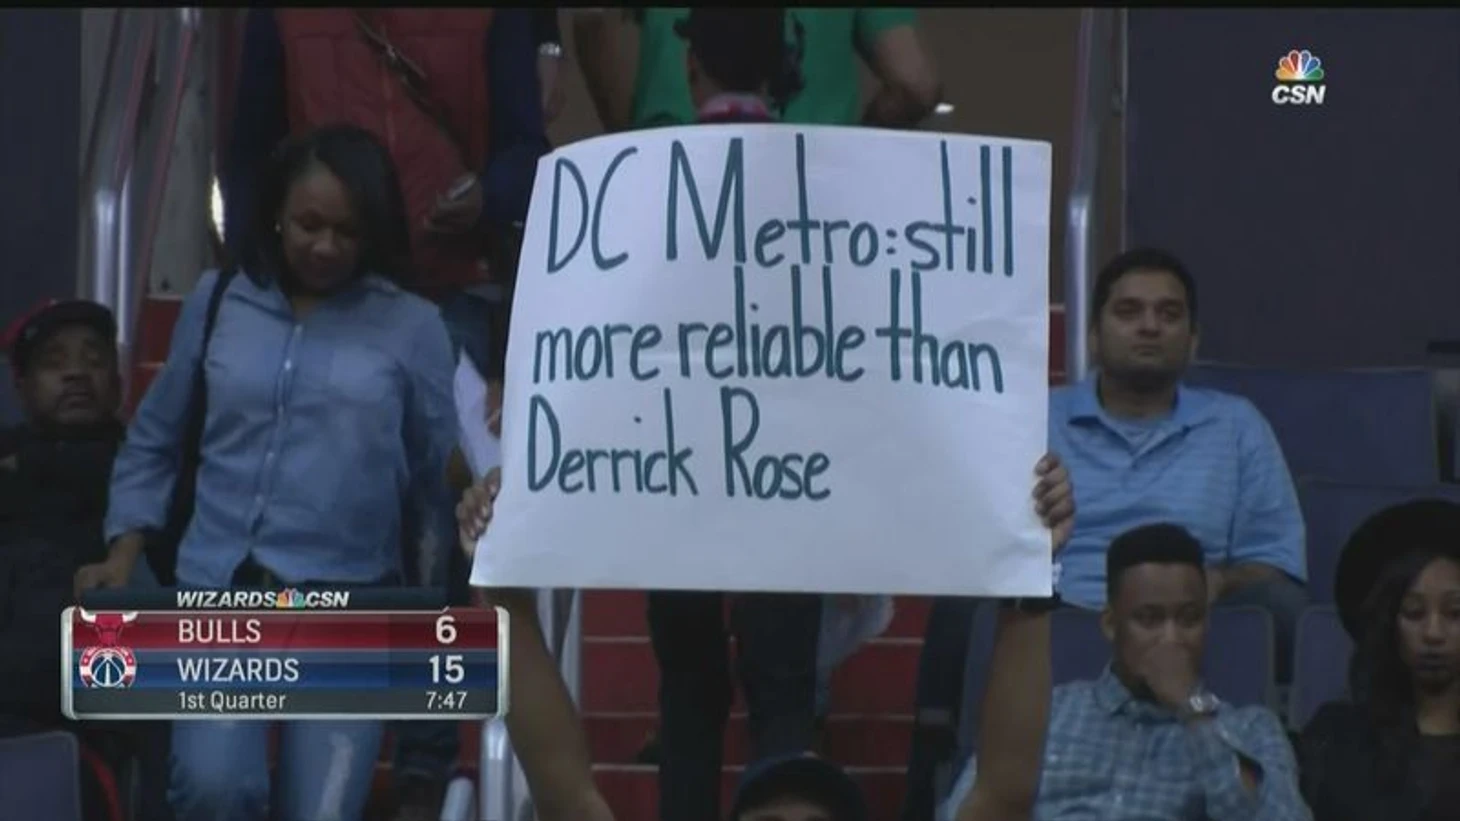 CSN
DC Metro: still
more reliable than
Derrick Rose
WIZARDS CSN
BULLS 6
WIZARDS 15
1st Quarter 7:47